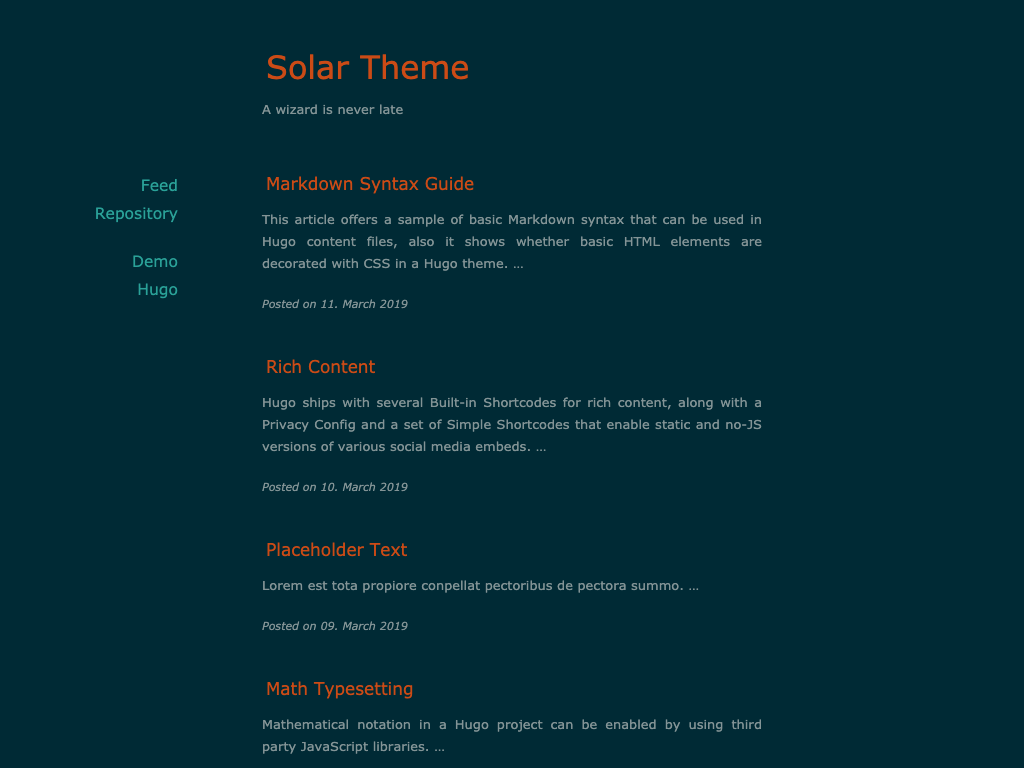 Solar Theme
A wizard is never late
Feed
Repository
Demo
Hugo
Markdown Syntax Guide
This article offers a sample of basic Markdown syntax that can be used in
Hugo content files, also it shows whether basic HTML elements are
decorated with CSS in a Hugo theme. …
Posted on 11. March 2019
Rich Content
Hugo ships with several Built-in Shortcodes for rich content, along with a
Privacy Config and a set of Simple Shortcodes that enable static and no-JS
versions of various social media embeds. …
Posted on 10. March 2019
Placeholder Text
Lorem est tota propiore conpellat pectoribus de pectora summo. …
Posted on 09. March 2019
Math Typesetting
Mathematical notation in a Hugo project can be enabled by using third
party JavaScript libraries. …